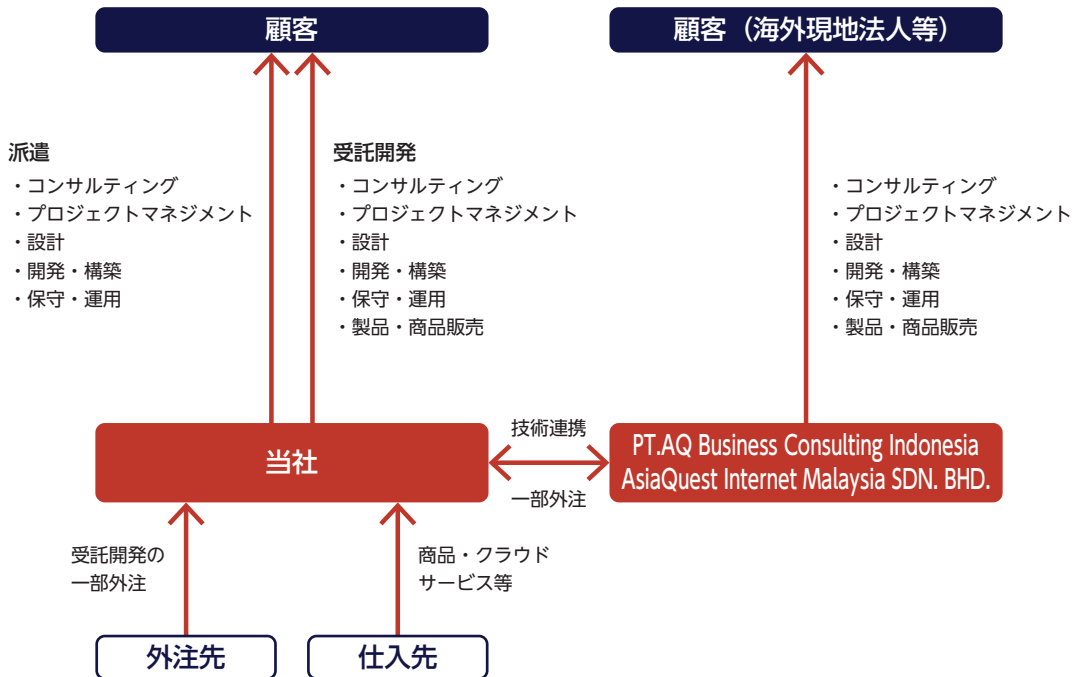 顧客
顧客（海外現地法人等）
派遣
・コンサルティング
・プロジェクトマネジメント
・設計
・開発・構築
・保守・運用
受託開発
・コンサルティング
・プロジェクトマネジメント
・設計
・開発・構築
・保守・運用
・製品・商品販売
・コンサルティング
・プロジェクトマネジメント
・設計
・開発・構築
・保守・運用
・製品・商品販売
当社
技術連携
一部外注
PT.AQ Business Consulting Indonesia
AsiaQuest Internet Malaysia SDN. BHD.
受託開発の
一部外注
商品・クラウド
サービス等
外注先
仕入先